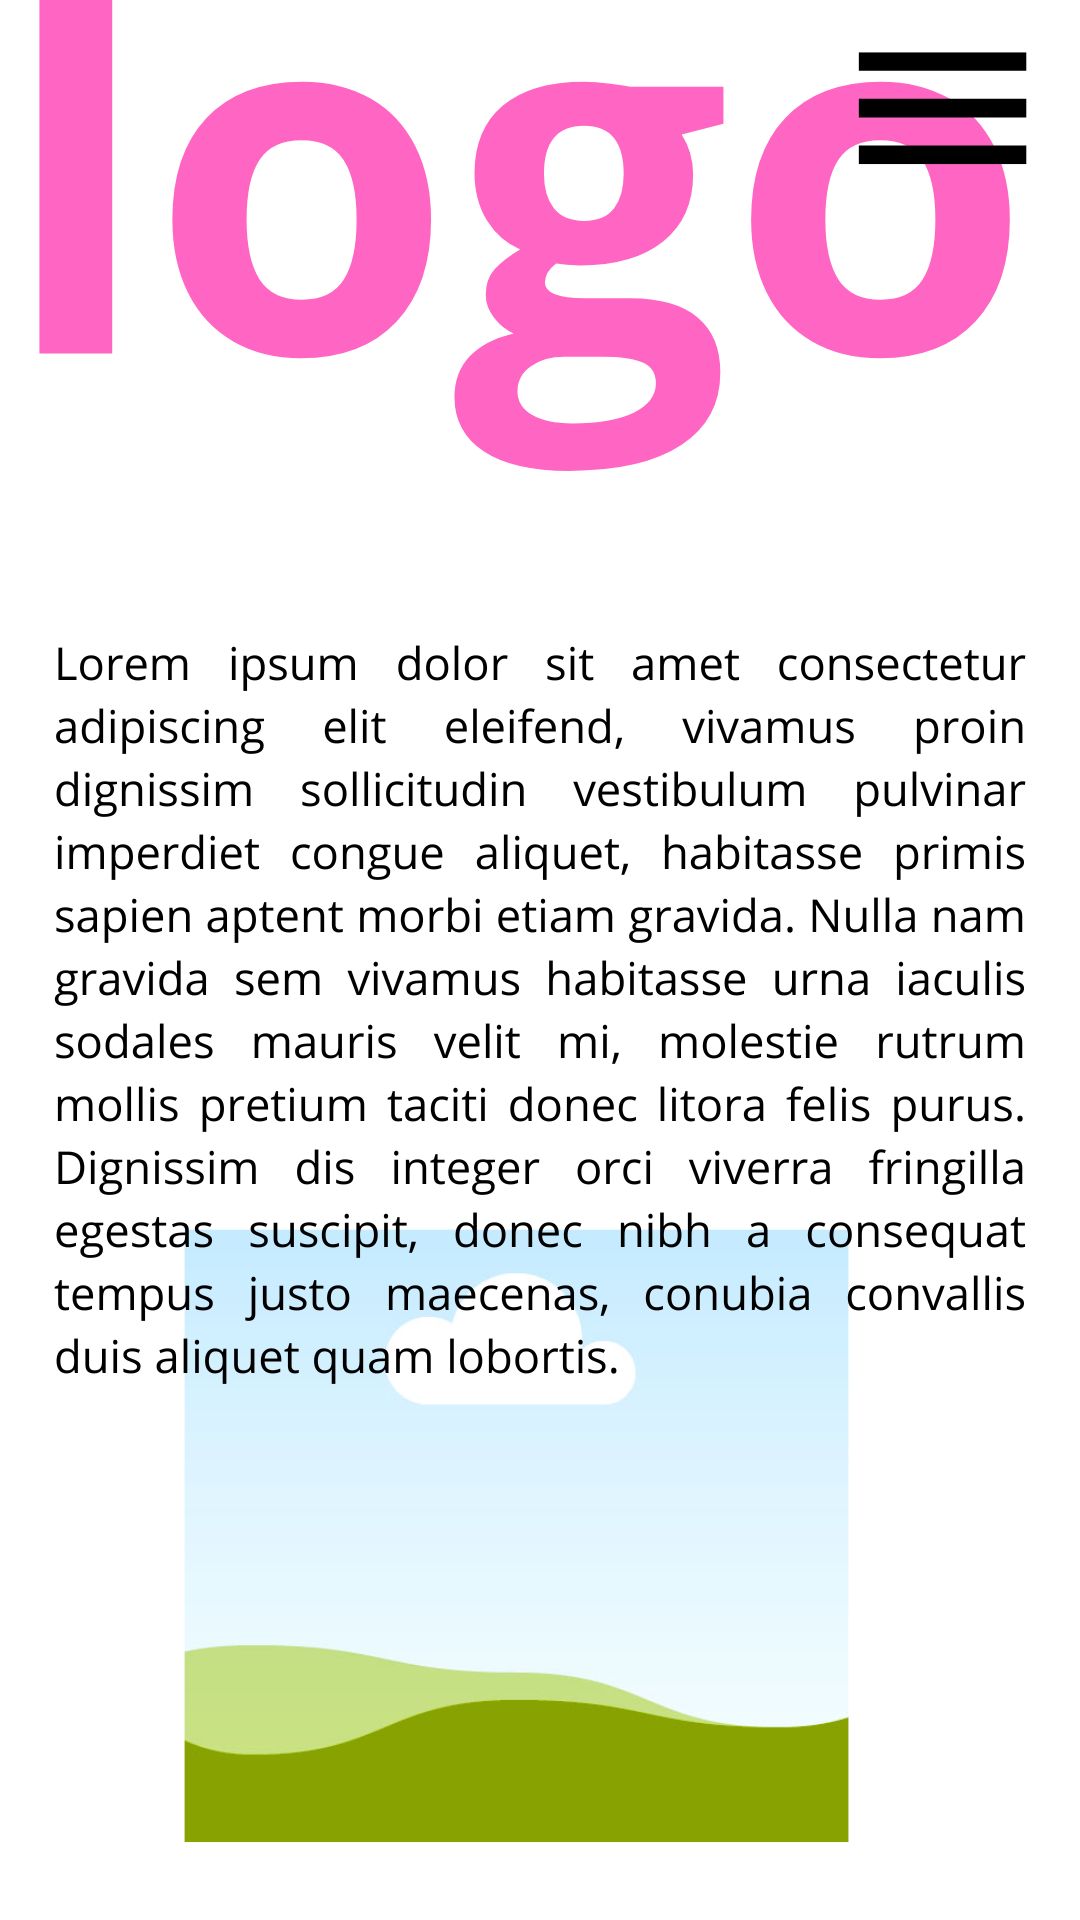 logo
Lorem ipsum dolor sit amet consectetur
adipiscing elit eleifend, vivamus proin
dignissim sollicitudin vestibulum pulvinar
imperdiet congue aliquet, habitasse primis
sapien aptent morbi etiam gravida. Nulla nam
gravida sem vivamus habitasse urna iaculis
sodales mauris velit mi, molestie rutrum
mollis pretium taciti donec litora felis purus.
Dignissim dis integer orci viverra fringilla
egestas suscipit, donec nibh a consequat
tempus justo maecenas, conubia convallis
duis aliquet quam lobortis.